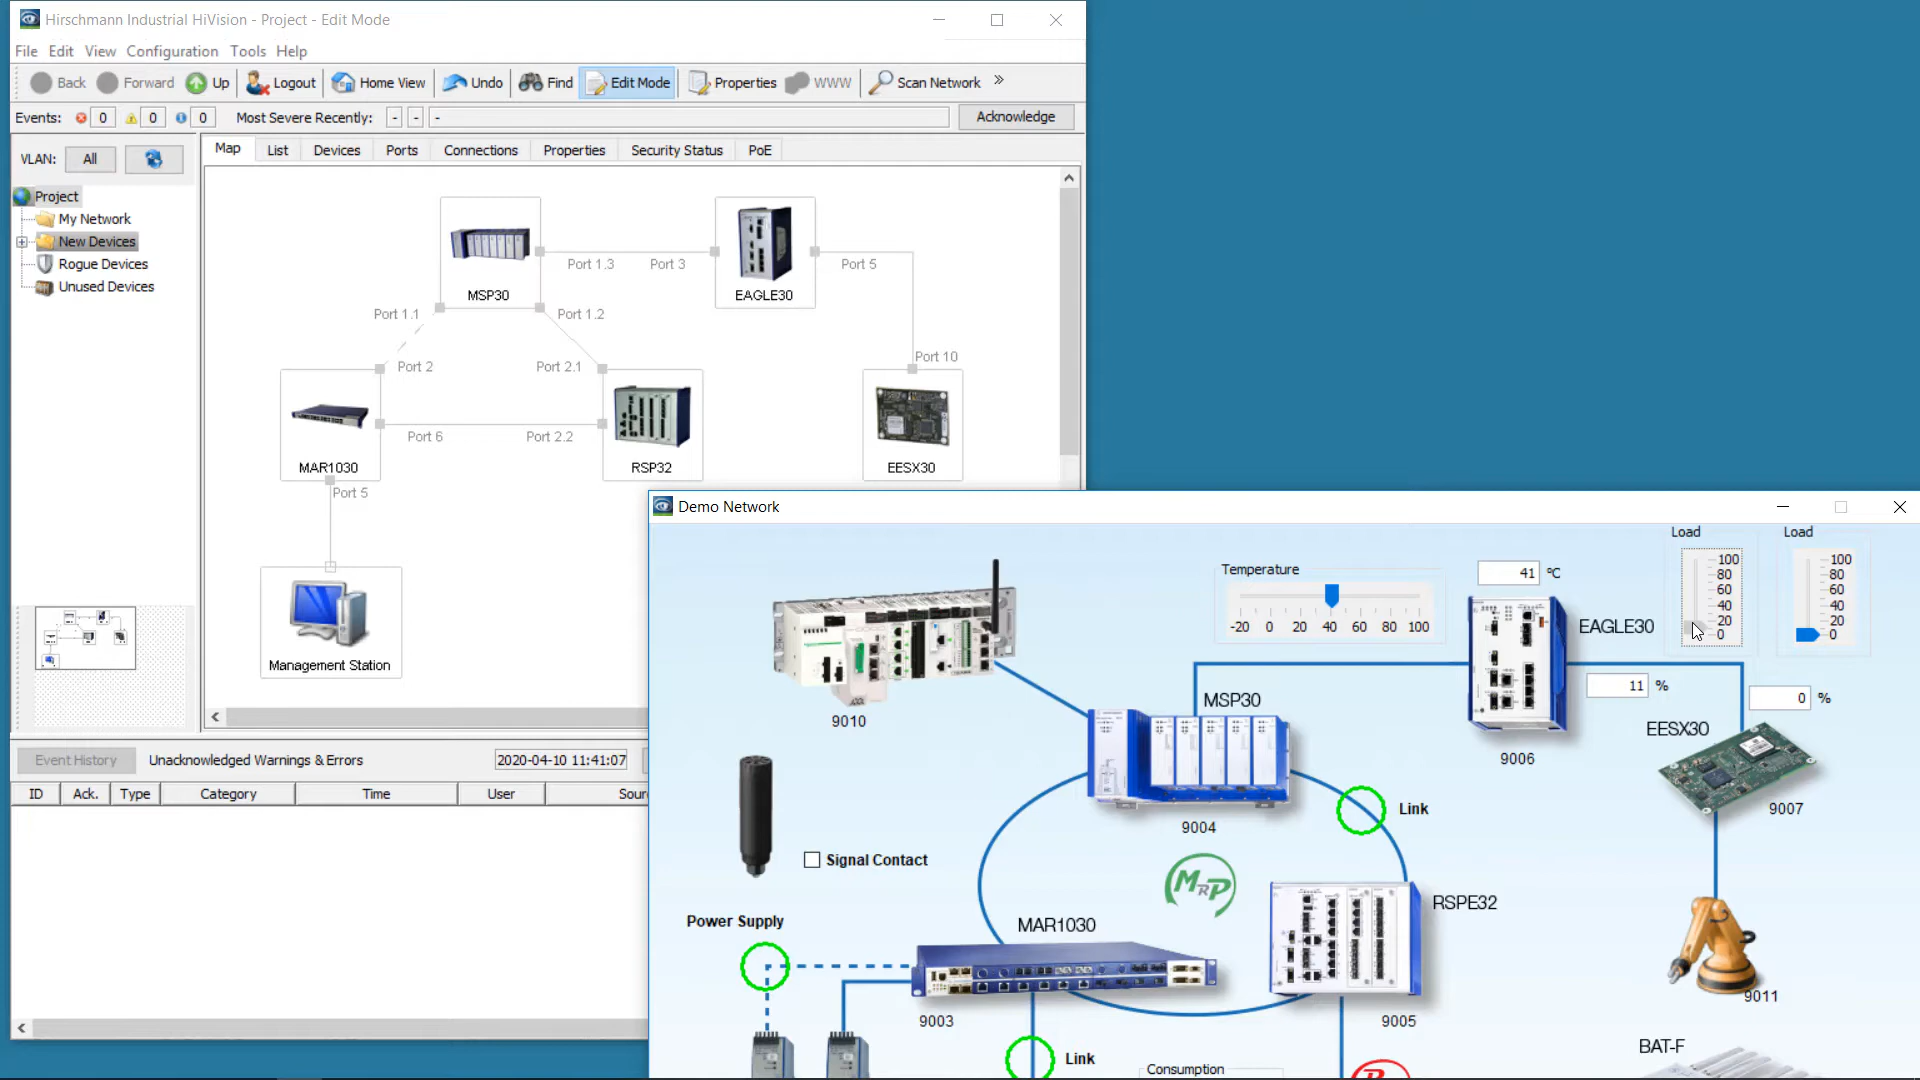 Hirschmann Industrial HiVision - Project - Edit Mode
File Edit View Configuration Tools Help
Back Forward Up Logout Home View Undo Find Edit Mode Properties WWW Scan Network »
Events: 0 0 0 Most Severe Recently: - - - Acknowledge
VLAN: All
Map List Devices Ports Connections Properties Security Status PoE
Project
My Network
New Devices
Rogue Devices
Unused Devices
MSP30
Port 1.3
Port 3
EAGLE30
Port 5
Port 1.1
Port 1.2
Port 2
Port 2.1
Port 10
MAR1030
Port 6
Port 2.2
RSP32
EESX30
Port 5
Management Station
Event History Unacknowledged Warnings & Errors 2020-04-10 11:41:07
ID Ack. Type Category Time User Sour
Demo Network
Load
100
80
60
40
20
0
Load
100
80
60
40
20
0
Temperature
-20 0 20 40 60 80 100
41 °C
EAGLE30
11 %
0 %
9010
MSP30
9004
9006
EESX30
9007
Link
Signal Contact
MRP
Power Supply
MAR1030
9003
RSPE32
9005
9011
Link
Consumption
BAT-F